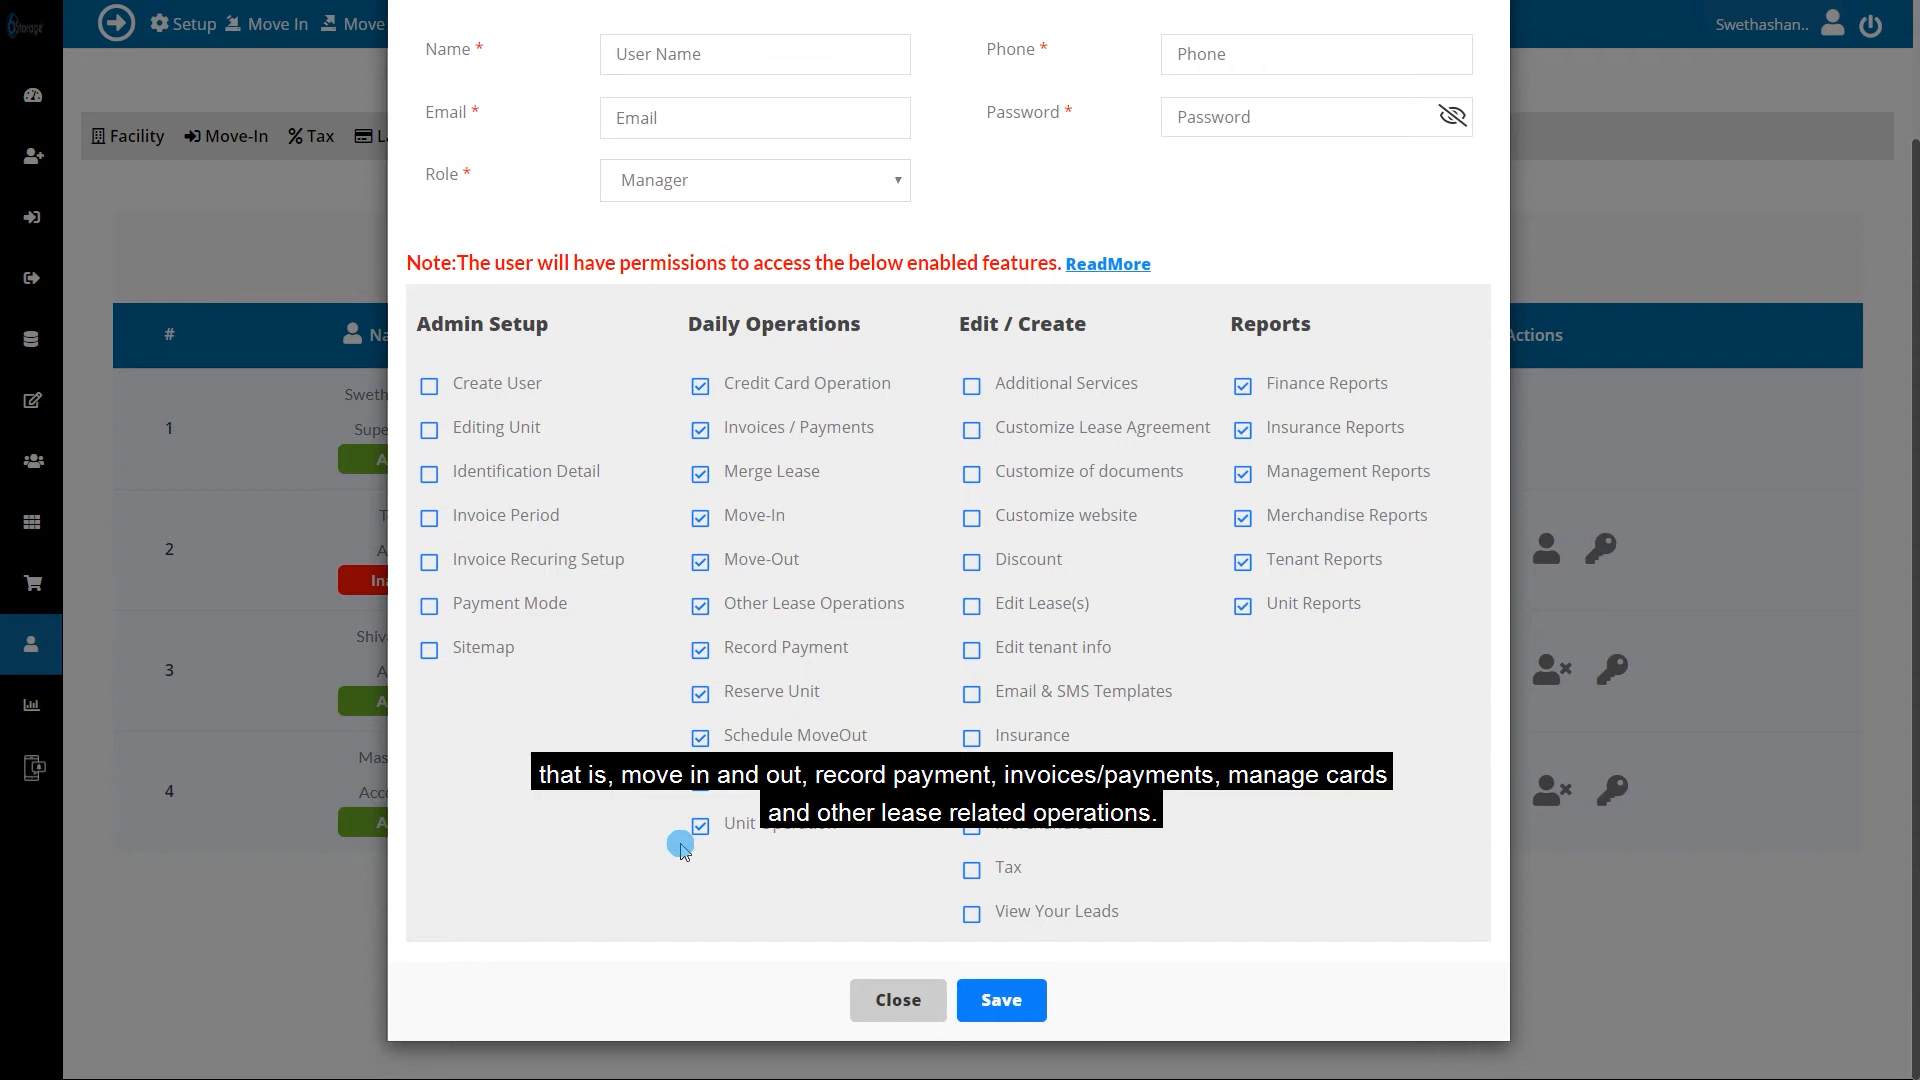 6Storage
Setup Move In Move
Swethashan..
Facility Move-In Tax
#
Actions
1
Sweth
Supe
2
3
Shiv
4
Mas
Acco
Name *
User Name
Phone *
Phone
Email *
Email
Password *
Password
Role *
Manager
Note:The user will have permissions to access the below enabled features. ReadMore
Admin Setup
Create User
Editing Unit
Identification Detail
Invoice Period
Invoice Recuring Setup
Payment Mode
Sitemap
Daily Operations
Credit Card Operation
Invoices / Payments
Merge Lease
Move-In
Move-Out
Other Lease Operations
Record Payment
Reserve Unit
Schedule MoveOut
Unit
Edit / Create
Additional Services
Customize Lease Agreement
Customize of documents
Customize website
Discount
Edit Lease(s)
Edit tenant info
Email & SMS Templates
Insurance
Tax
View Your Leads
Reports
Finance Reports
Insurance Reports
Management Reports
Merchandise Reports
Tenant Reports
Unit Reports
that is, move in and out, record payment, invoices/payments, manage cards
and other lease related operations.
Close
Save